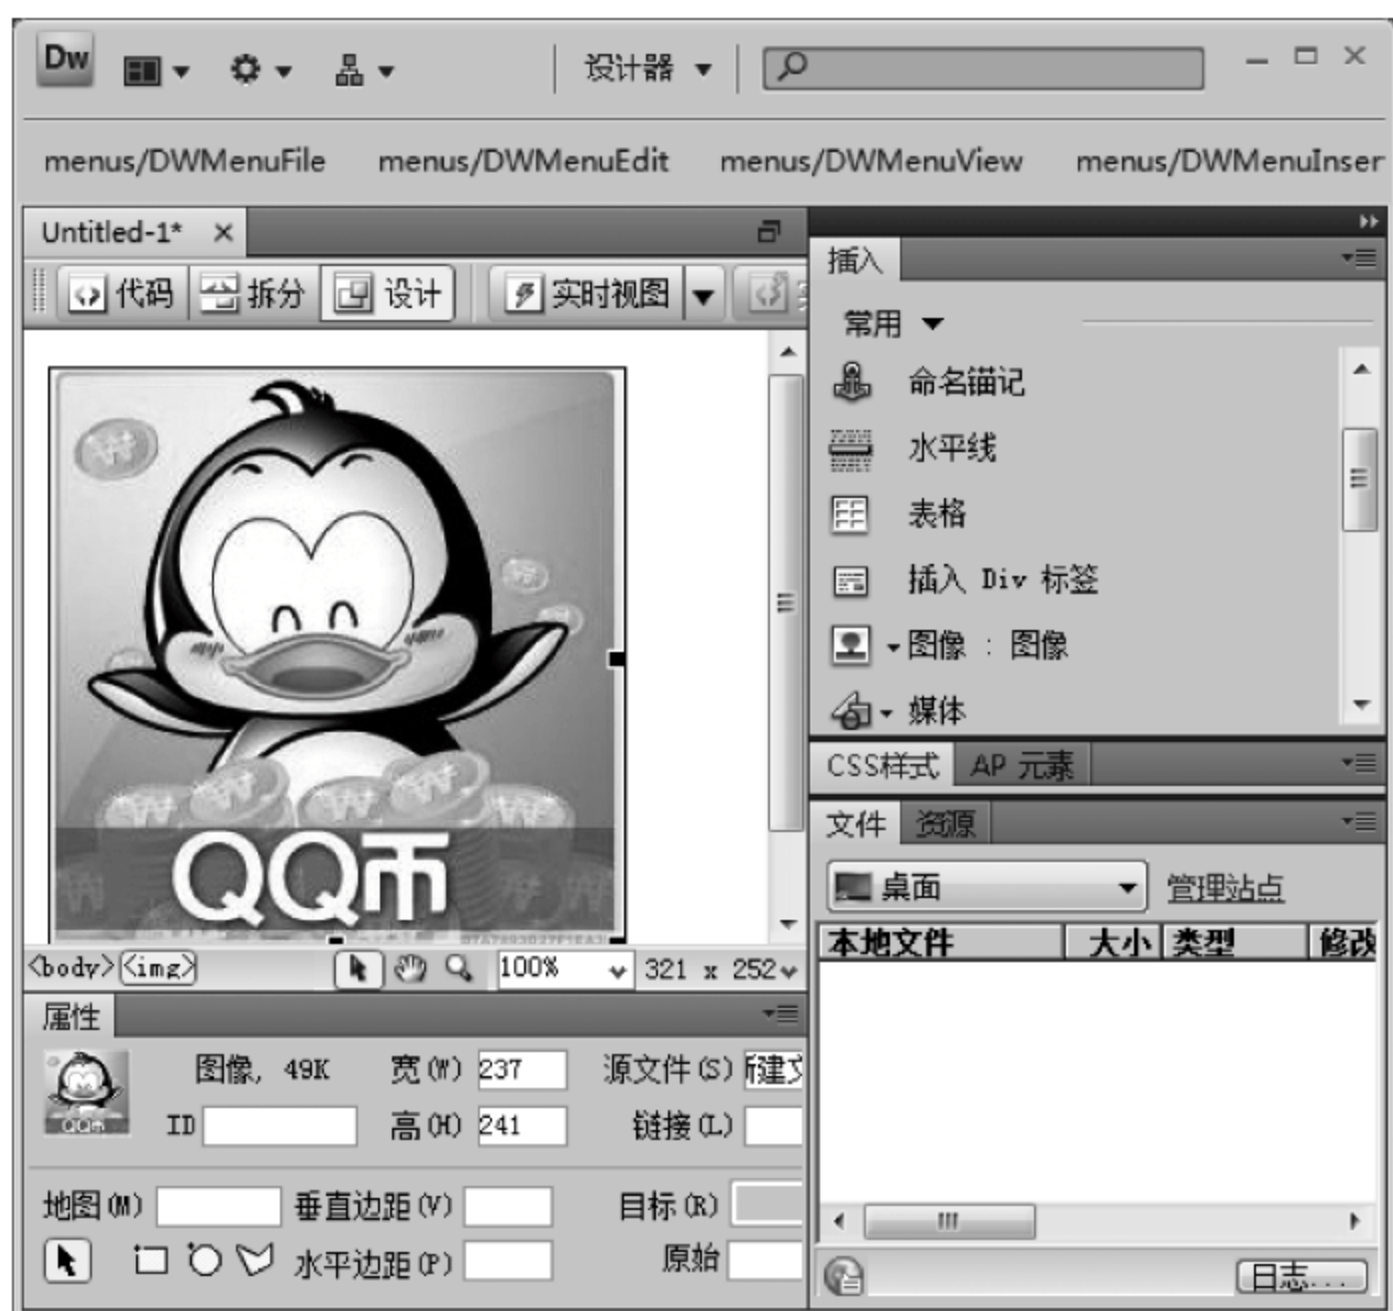 Dw 设计器
menus/DWMenuFile menus/DWMenuEdit menus/DWMenuView menus/DWMenuInser
Untitled-1*
代码 拆分 设计 实时视图
QQ币
<body> <img> 100% 321 x 252
属性
图像, 49K 宽(W) 237 源文件(S)
ID 高(H) 241 链接(L)
地图(M) 垂直边距(V) 目标(R)
水平边距(P) 原始
插入
常用
命名锚记
水平线
表格
插入 Div 标签
图像 : 图像
媒体
CSS样式 AP 元素
文件 资源
桌面 管理站点
本地文件 大小 类型 修改
日志...